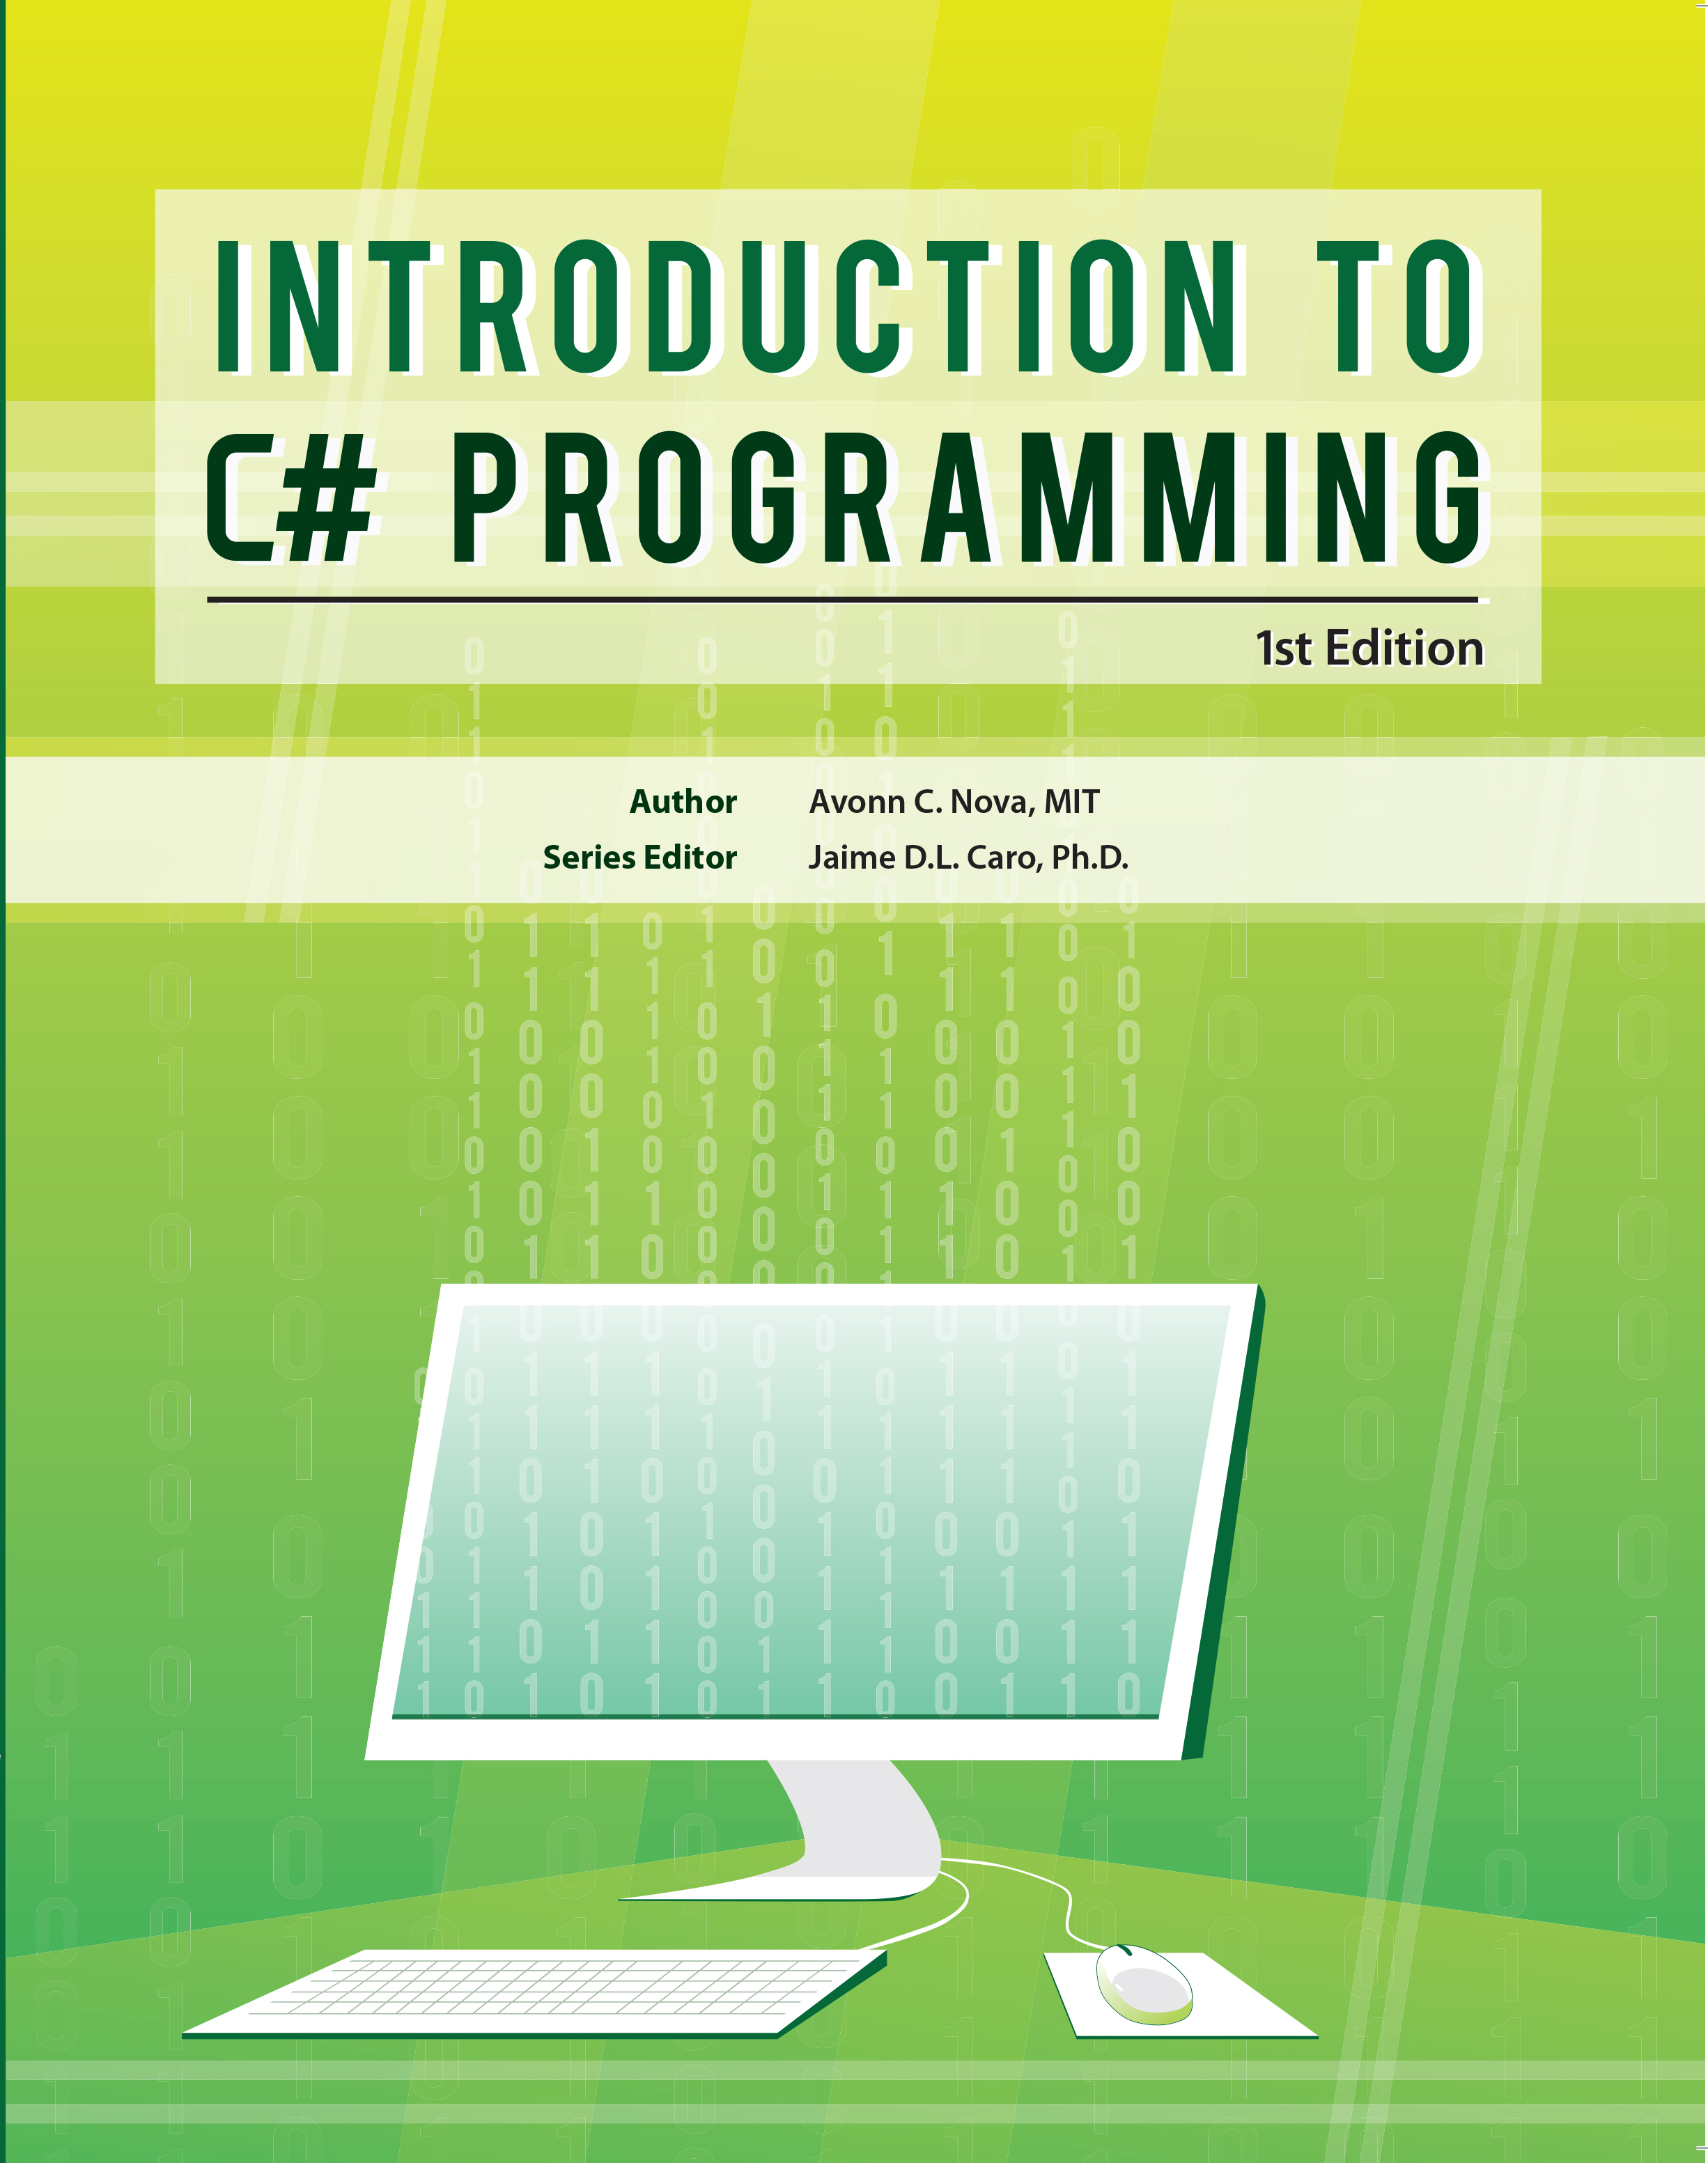 INTRODUCTION TO
C# PROGRAMMING
1st Edition
Author Avonn C. Nova, MIT
Series Editor Jaime D.L. Caro, Ph.D.